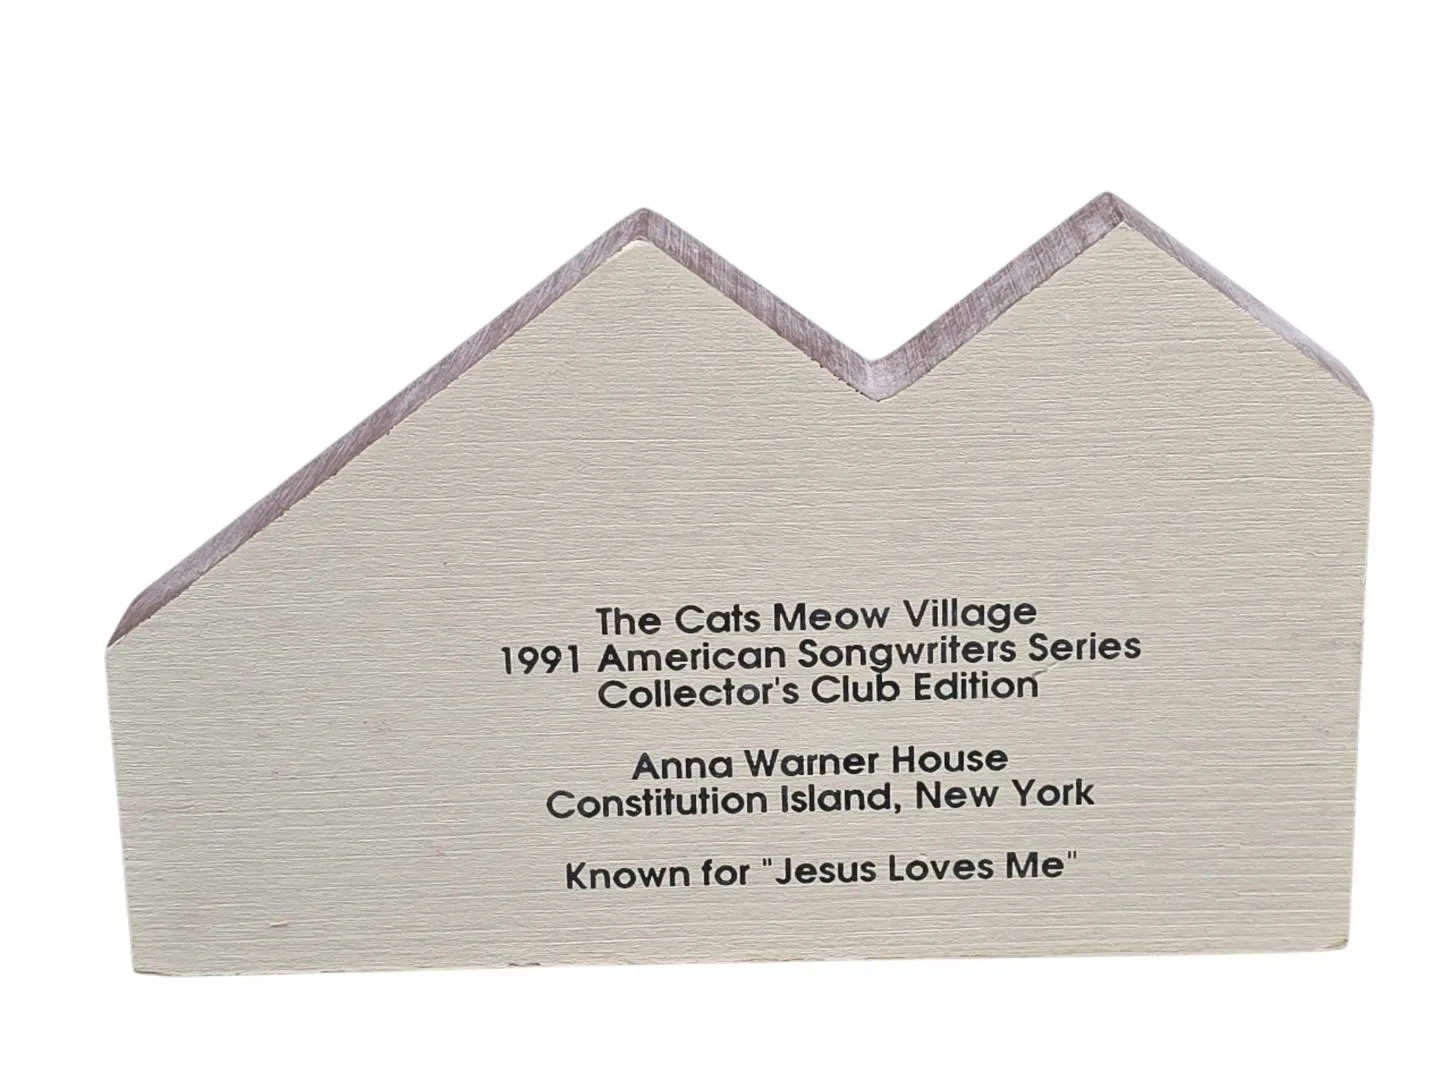 The Cats Meow Village
1991 American Songwriters Series
Collector's Club Edition
Anna Warner House
Constitution Island, New York
Known for "Jesus Loves Me"